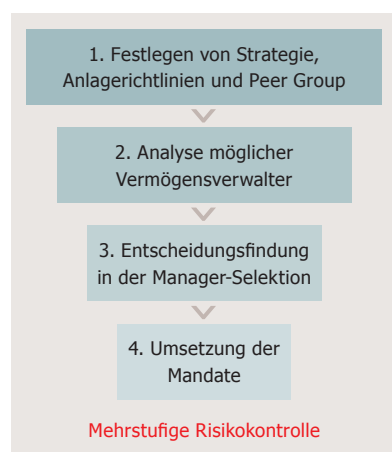 1. Festlegen von Strategie,
Anlagerichtlinien und Peer Group
2. Analyse möglicher
Vermögensverwalter
3. Entscheidungsfindung
in der Manager-Selektion
4. Umsetzung der
Mandate
Mehrstufige Risikokontrolle